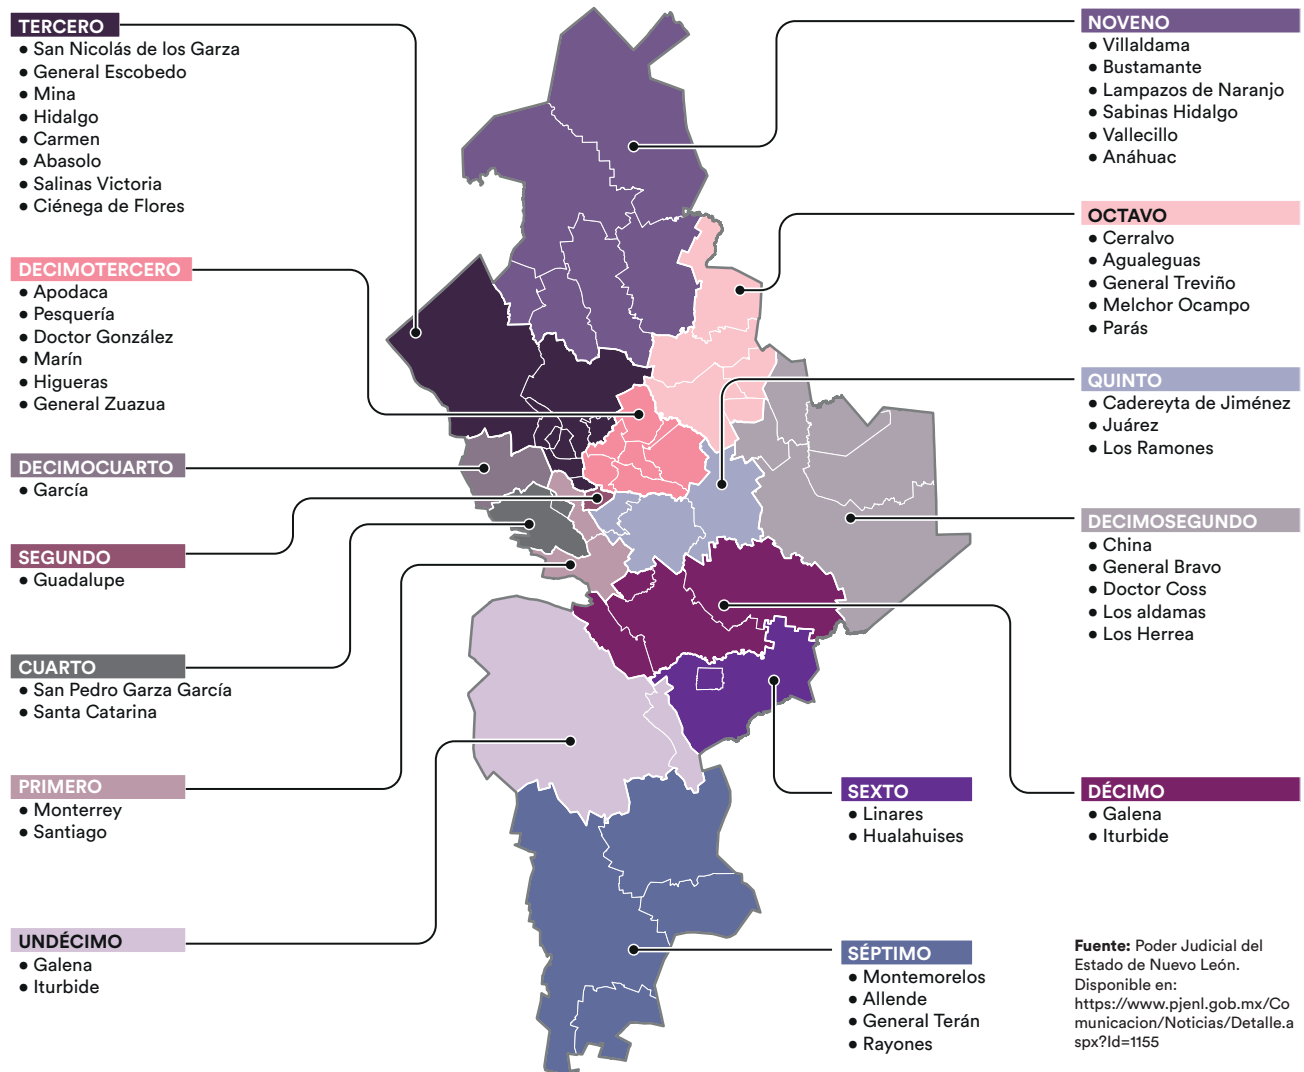 TERCERO
● San Nicolás de los Garza
● General Escobedo
● Mina
● Hidalgo
● Carmen
● Abasolo
● Salinas Victoria
● Ciénega de Flores
DECIMOTERCERO
● Apodaca
● Pesquería
● Doctor González
● Marín
● Higueras
● General Zuazua
DECIMOCUARTO
● García
SEGUNDO
● Guadalupe
CUARTO
● San Pedro Garza García
● Santa Catarina
PRIMERO
● Monterrey
● Santiago
UNDÉCIMO
● Galena
● Iturbide
NOVENO
● Villaldama
● Bustamante
● Lampazos de Naranjo
● Sabinas Hidalgo
● Vallecillo
● Anáhuac
OCTAVO
● Cerralvo
● Agualeguas
● General Treviño
● Melchor Ocampo
● Parás
QUINTO
● Cadereyta de Jiménez
● Juárez
● Los Ramones
DECIMOSEGUNDO
● China
● General Bravo
● Doctor Coss
● Los aldamas
● Los Herrea
SEXTO
● Linares
● Hualahuises
DÉCIMO
● Galena
● Iturbide
SÉPTIMO
● Montemorelos
● Allende
● General Terán
● Rayones
Fuente: Poder Judicial del
Estado de Nuevo León.
Disponible en:
https://www.pjenl.gob.mx/Co
municacion/Noticias/Detalle.a
spx?Id=1155